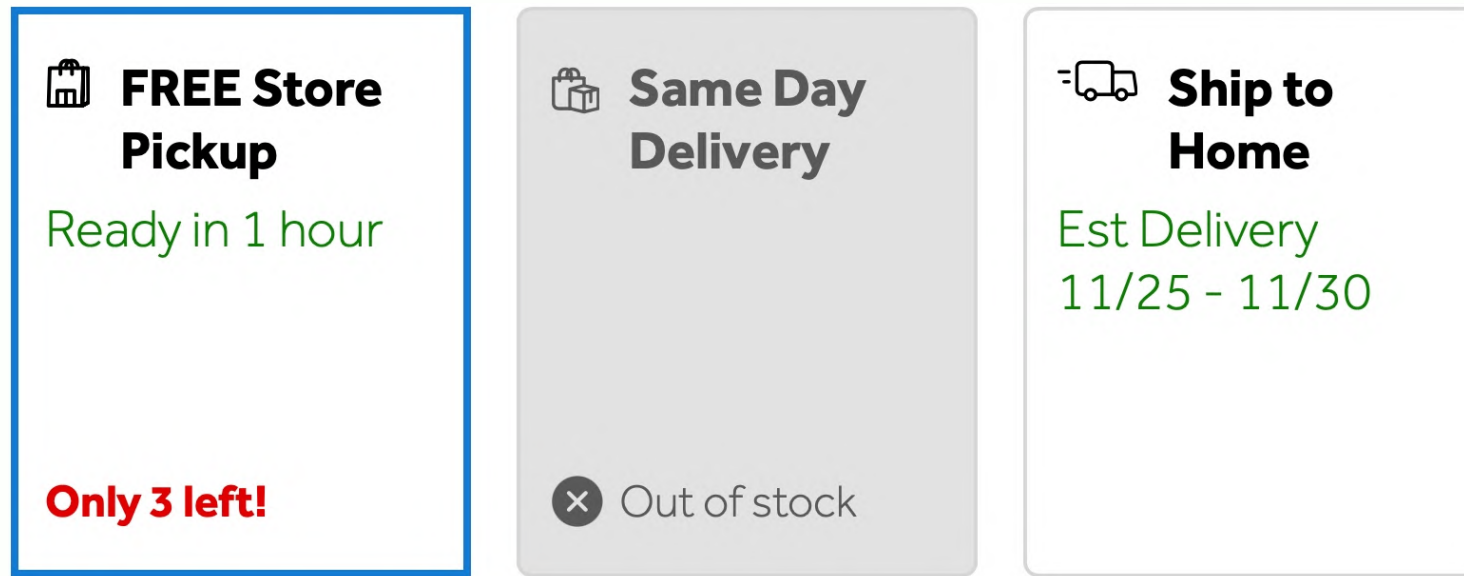 FREE Store
Pickup
Ready in 1 hour
Only 3 left!
Same Day
Delivery
Out of stock
Ship to
Home
Est Delivery
11/25 - 11/30